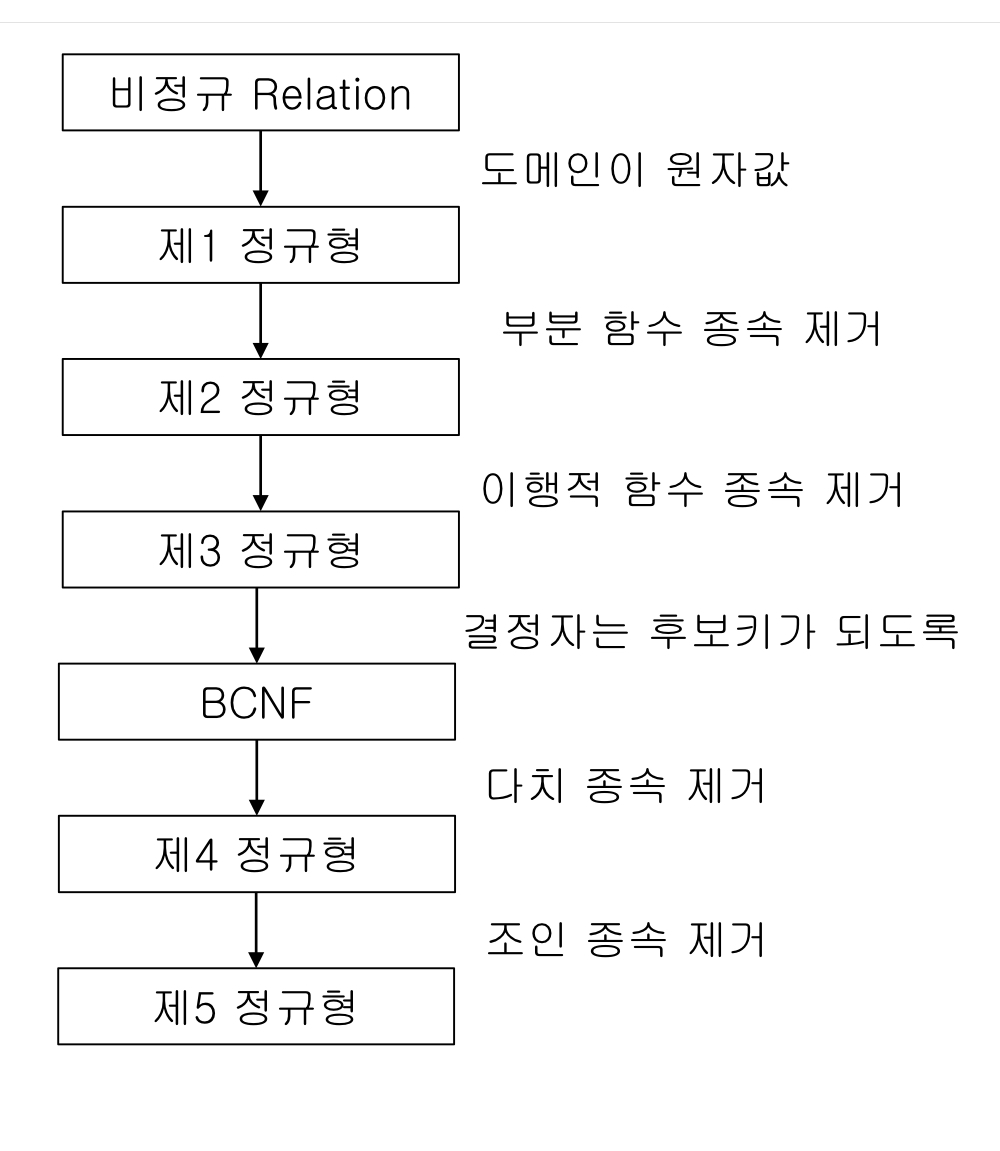 비정규 Relation
도메인이 원자값
제1 정규형
부분 함수 종속 제거
제2 정규형
이행적 함수 종속 제거
제3 정규형
결정자는 후보키가 되도록
BCNF
다치 종속 제거
제4 정규형
조인 종속 제거
제5 정규형